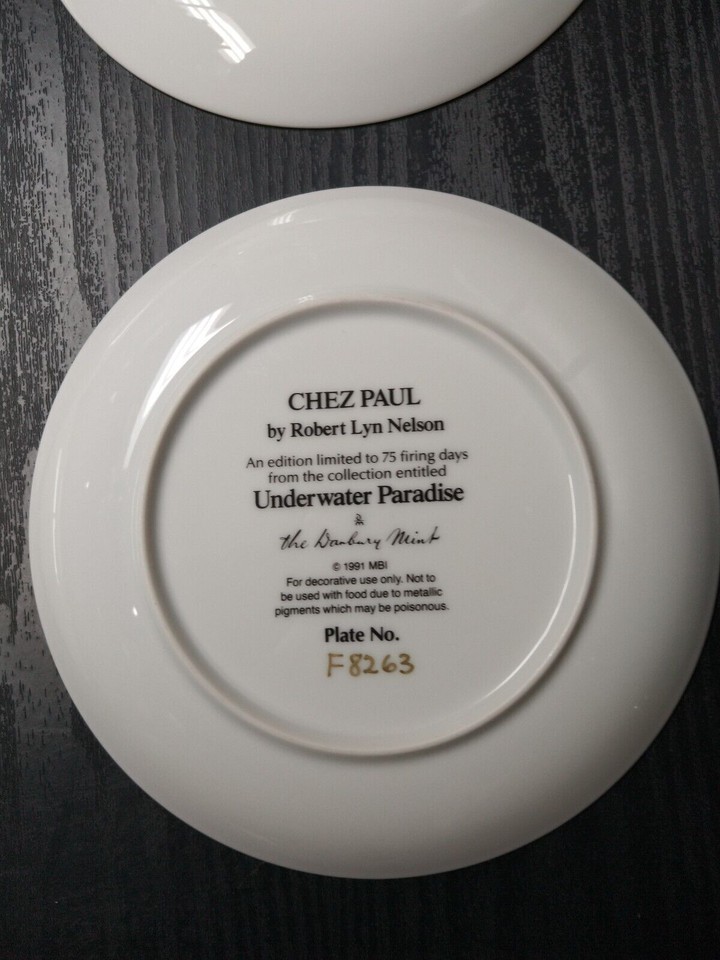 CHEZ PAUL
by Robert Lyn Nelson
An edition limited to 75 firing days
from the collection entitled
Underwater Paradise
the Danbury Mint
© 1991 MBI
For decorative use only. Not to
be used with food due to metallic
pigments which may be poisonous.
Plate No.
F8263